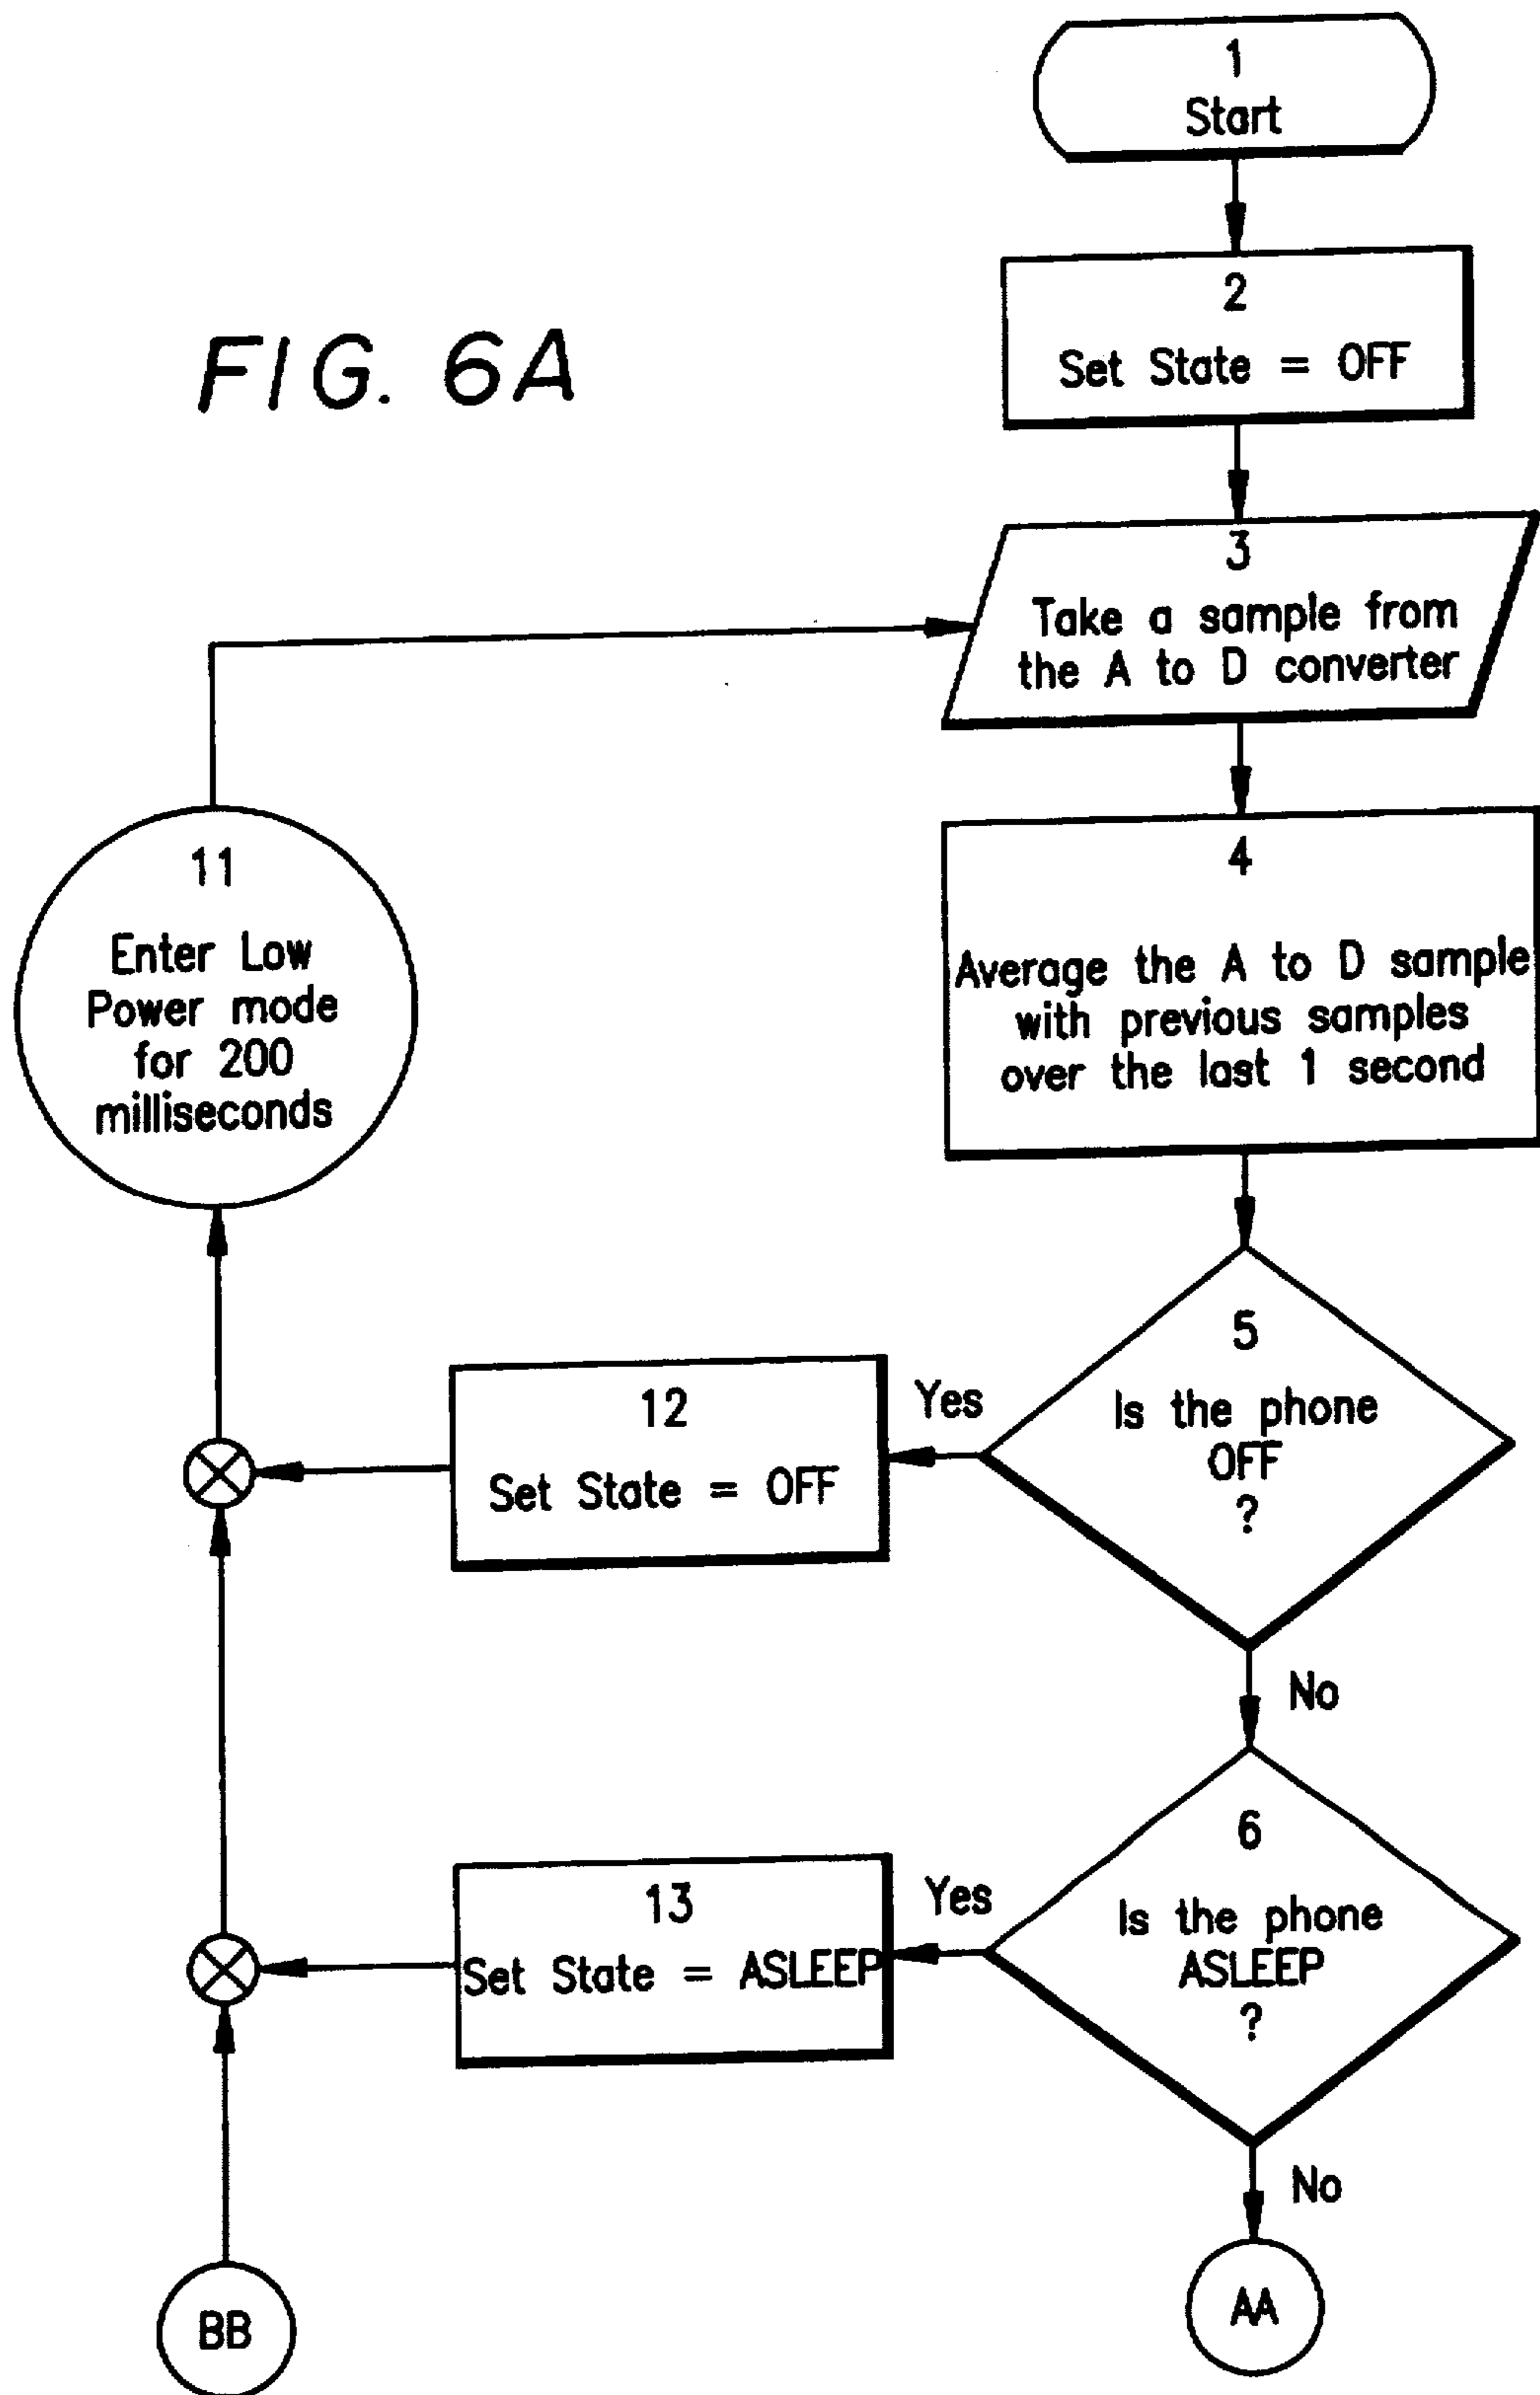 FIG. 6A
1
Start
2
Set State = OFF
3
Take a sample from
the A to D converter
4
Average the A to D sample
with previous samples
over the last 1 second
5
Is the phone
OFF
?
Yes
No
12
Set State = OFF
11
Enter Low
Power mode
for 200
milliseconds
6
Is the phone
ASLEEP
?
Yes
No
13
Set State = ASLEEP
AA
BB